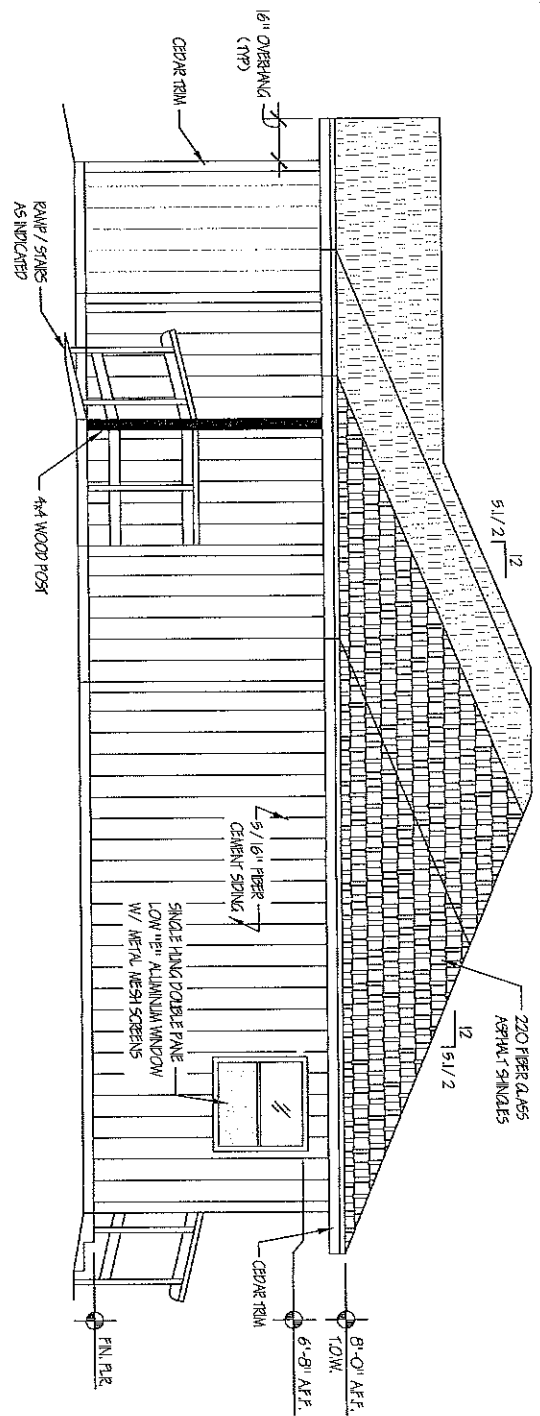 16" OVERHANG
(TYP)
CEDAR TRIM
RAMP / STAIRS
AS INDICATED
4x4 WOOD POST
12
5.1/2
5/16" FIBER
CEMENT SIDING
SINGLE HUNG DOUBLE PANE
LOW "E" ALUMINUM WINDOW
W/ METAL MESH SCREENS
220 FIBER GLASS
ASPHALT SHINGLES
12
5.1/2
CEDAR TRIM
8'-0" A.F.F.
T.O.W.
6'-8" A.F.F.
FIN. FLR.